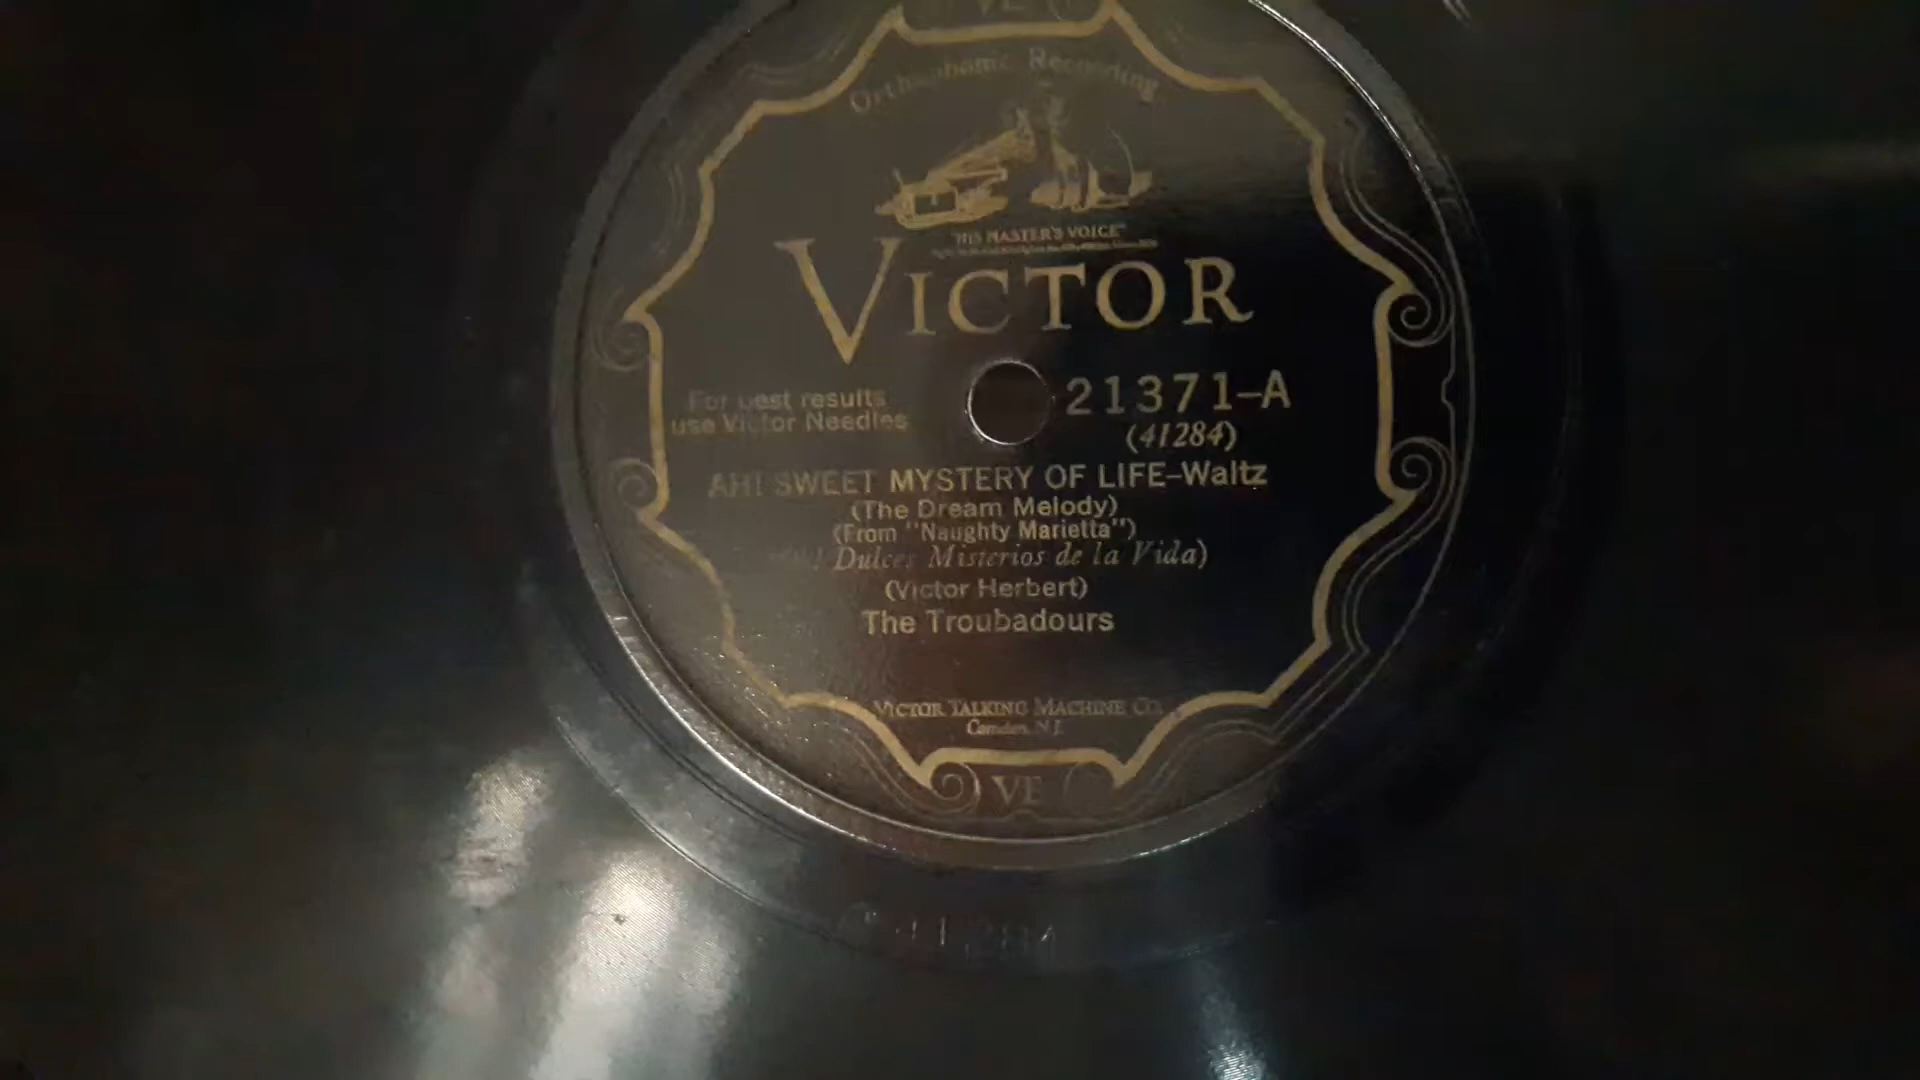 VE
Orthophonic Recording
"HIS MASTER'S VOICE"
VICTOR
For best results
use Victor Needles
21371-A
(41284)
AH! SWEET MYSTERY OF LIFE-Waltz
(The Dream Melody)
(From "Naughty Marietta")
Dulces Misterios de la Vida)
(Victor Herbert)
The Troubadours
VICTOR TALKING MACHINE CO.
Camden, N.J.
VE
41284